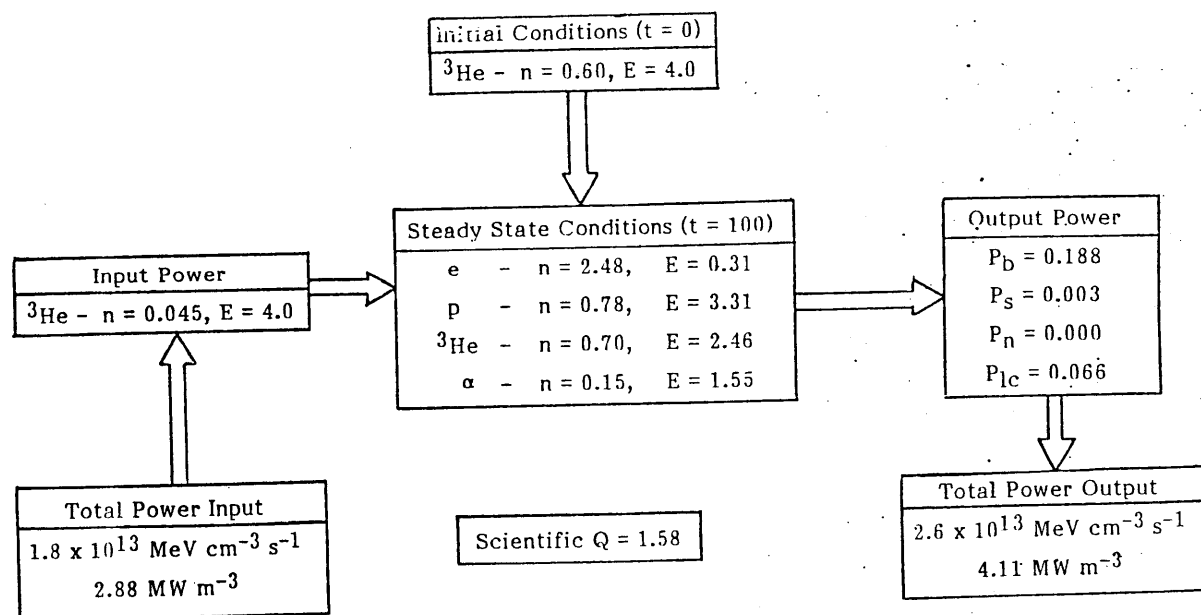 Initial Conditions (t = 0)
³He – n = 0.60, E = 4.0
Steady State Conditions (t = 100)
e - n = 2.48, E = 0.31
p - n = 0.78, E = 3.31
³He - n = 0.70, E = 2.46
α - n = 0.15, E = 1.55
Input Power
³He – n = 0.045, E = 4.0
Output Power
P_b = 0.188
P_s = 0.003
P_n = 0.000
P_lc = 0.066
Total Power Input
1.8 x 10¹³ MeV cm⁻³ s⁻¹
2.88 MW m⁻³
Scientific Q = 1.58
Total Power Output
2.6 x 10¹³ MeV cm⁻³ s⁻¹
4.11 MW m⁻³